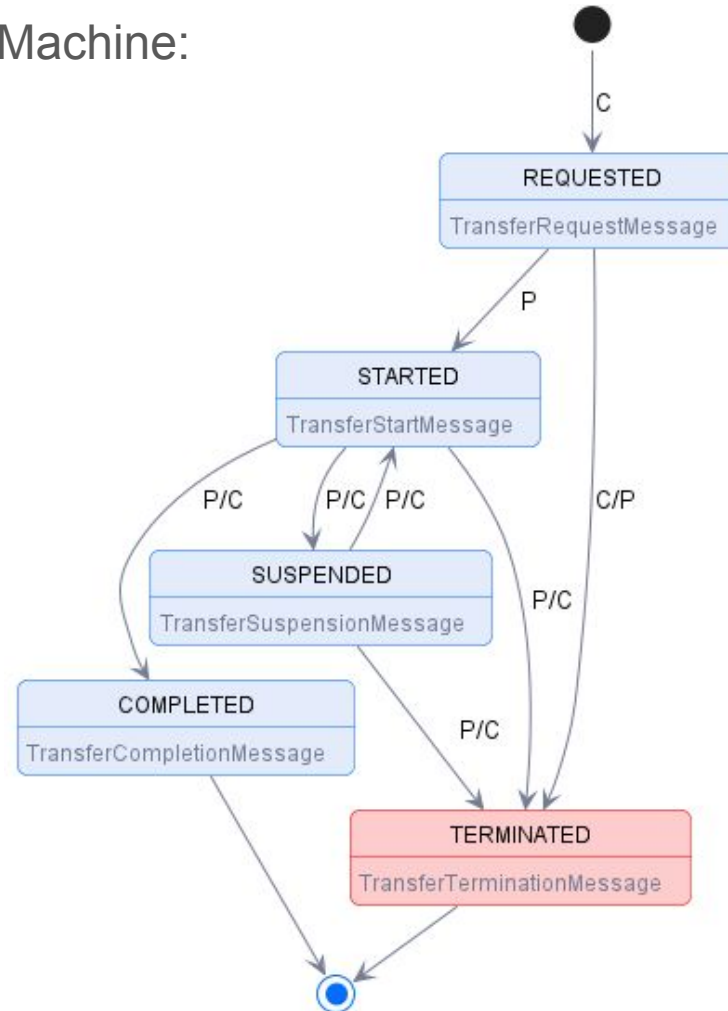 Machine:
C
REQUESTED
TransferRequestMessage
P
STARTED
TransferStartMessage
P/C
P/C
P/C
C/P
SUSPENDED
TransferSuspensionMessage
P/C
COMPLETED
TransferCompletionMessage
P/C
TERMINATED
TransferTerminationMessage